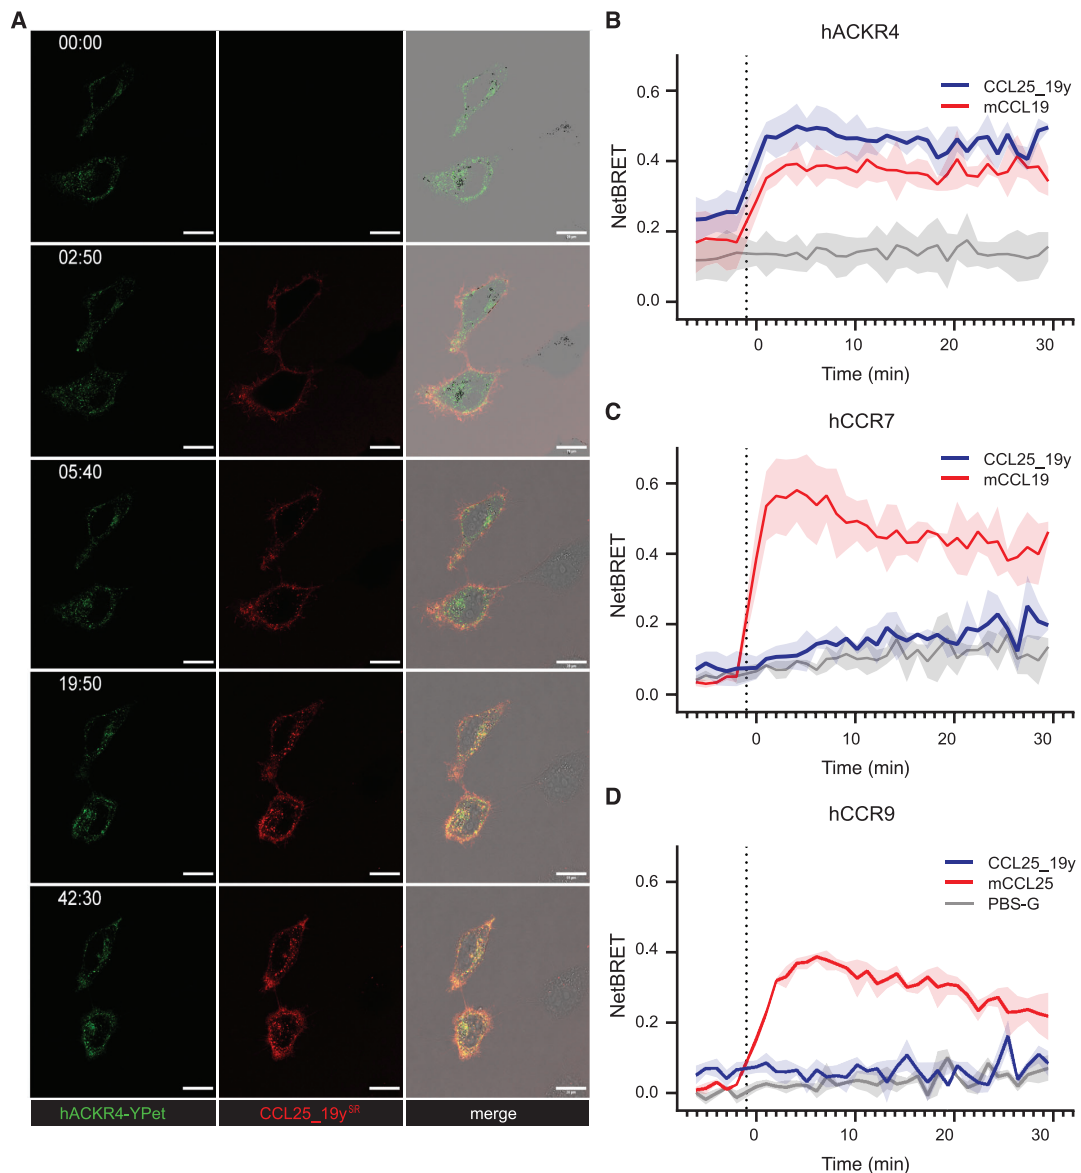 A
00:00
02:50
05:40
19:50
42:30
hACKR4-YPet
CCL25_19ySR
merge
B
hACKR4
CCL25_19y
mCCL19
NetBRET
0.6
0.4
0.2
0.0
0 10 20 30
Time (min)
C
hCCR7
CCL25_19y
mCCL19
NetBRET
0.6
0.4
0.2
0.0
0 10 20 30
Time (min)
D
hCCR9
CCL25_19y
mCCL25
PBS-G
NetBRET
0.6
0.4
0.2
0.0
0 10 20 30
Time (min)